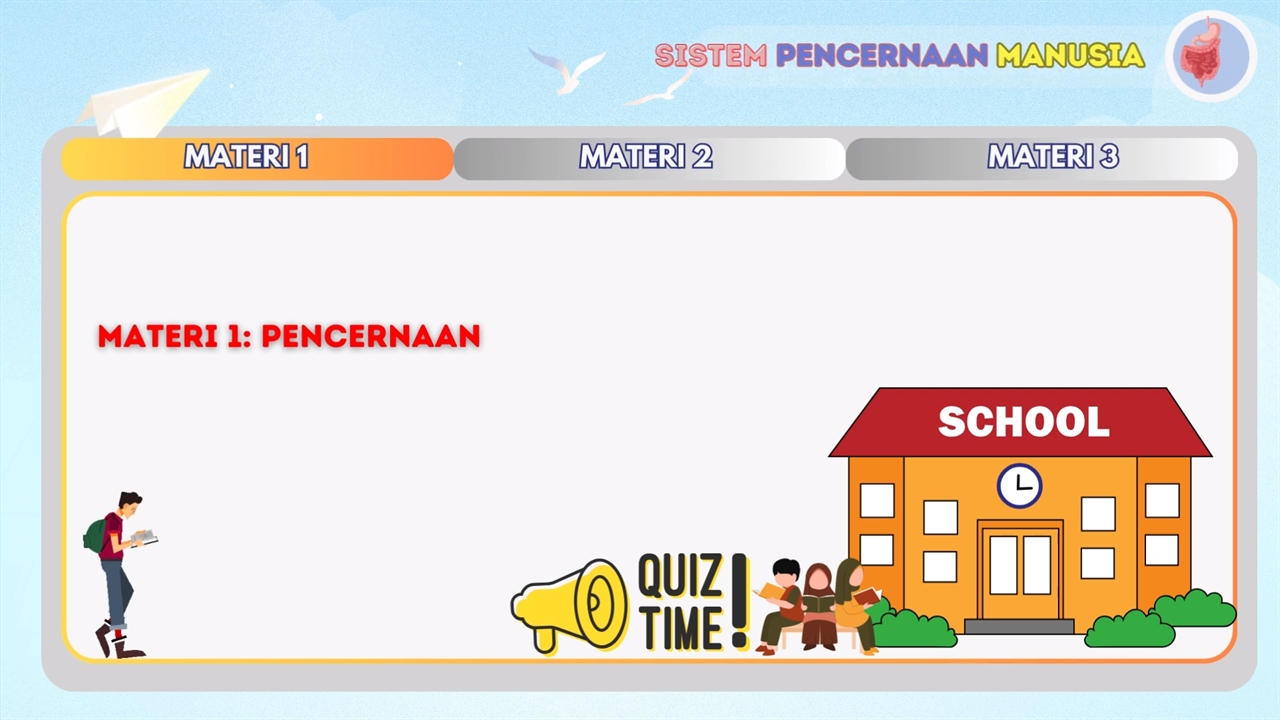 SISTEM PENCERNAAN MANUSIA
MATERI 1
MATERI 2
MATERI 3
MATERI 1: PENCERNAAN
SCHOOL
QUIZ
TIME!